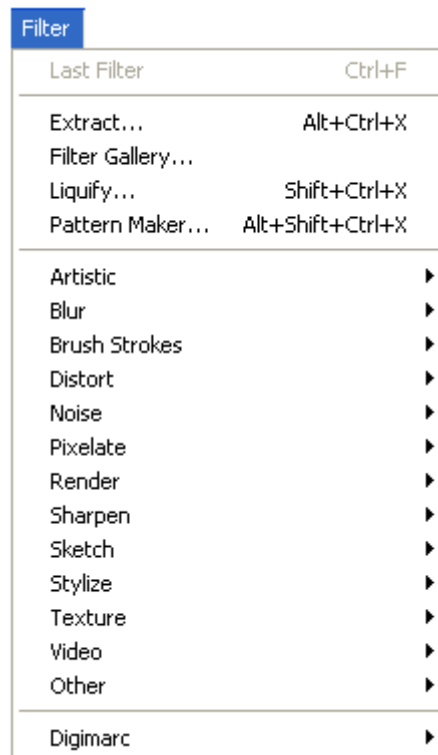 Filter
Last Filter Ctrl+F
Extract... Alt+Ctrl+X
Filter Gallery...
Liquify... Shift+Ctrl+X
Pattern Maker... Alt+Shift+Ctrl+X
Artistic
Blur
Brush Strokes
Distort
Noise
Pixelate
Render
Sharpen
Sketch
Stylize
Texture
Video
Other
Digimarc